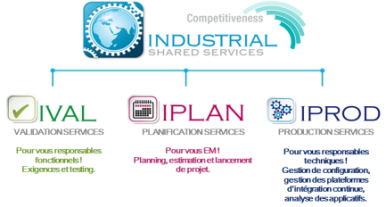 Competitiveness
INDUSTRIAL
SHARED SERVICES
IVAL
VALIDATION SERVICES
Pour vous responsables
fonctionnels !
Exigences et testing.
IPLAN
PLANIFICATION SERVICES
Pour vous EM !
Planning, estimation et lancement
de projet.
IPROD
PRODUCTION SERVICES
Pour vous responsables
techniques !
Gestion de configuration,
gestion des plateformes
d'intégration continue,
analyse des applicatifs.